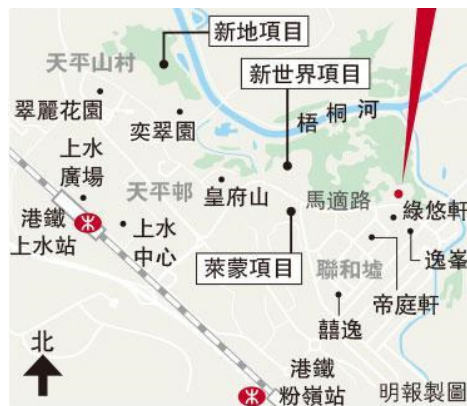 新地項目
天平山村
新世界項目
梧桐河
翠麗花園
奕翠園
上水
廣場
天平邨
皇府山
馬適路
綠悠軒
港鐵
上水站
上水
中心
萊蒙項目
逸峯
聯和墟
帝庭軒
囍逸
北
港鐵
粉嶺站
明報製圖